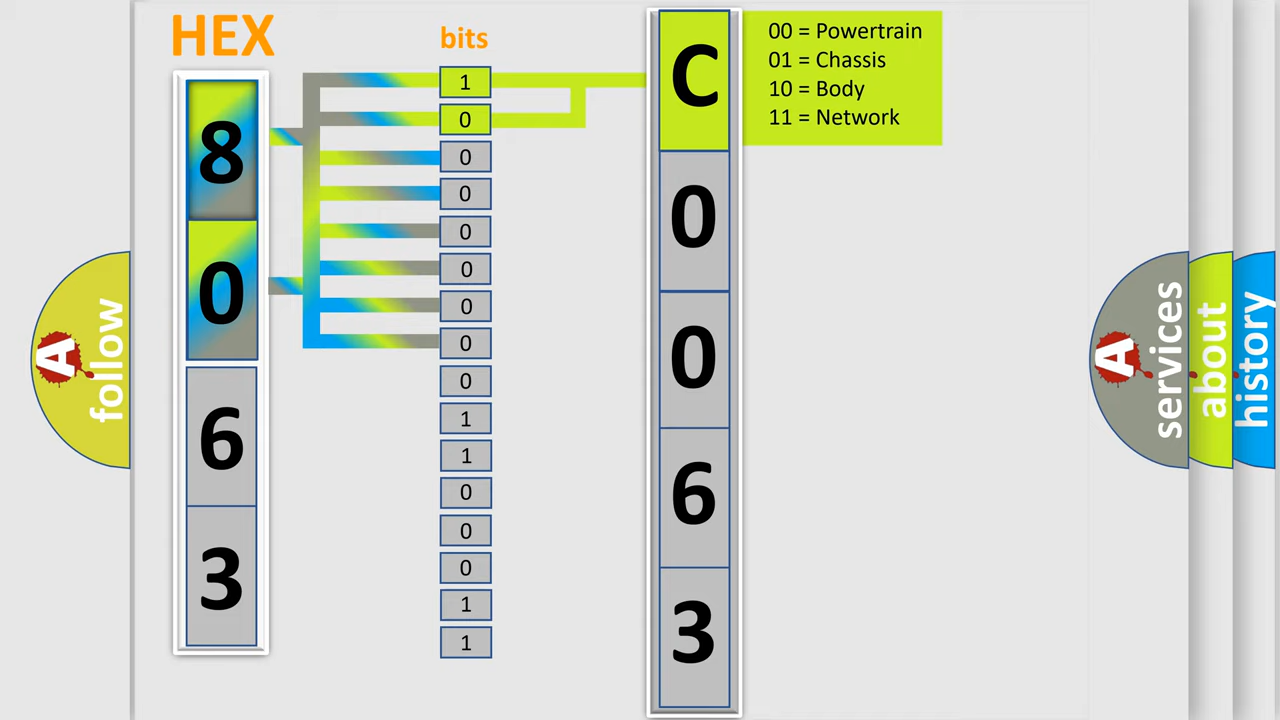 HEX
8
0
6
3
bits
1
0
0
0
0
0
0
0
0
1
1
0
0
0
1
1
C
0
0
6
3
00 = Powertrain
01 = Chassis
10 = Body
11 = Network
A
follow
A
services
about
history